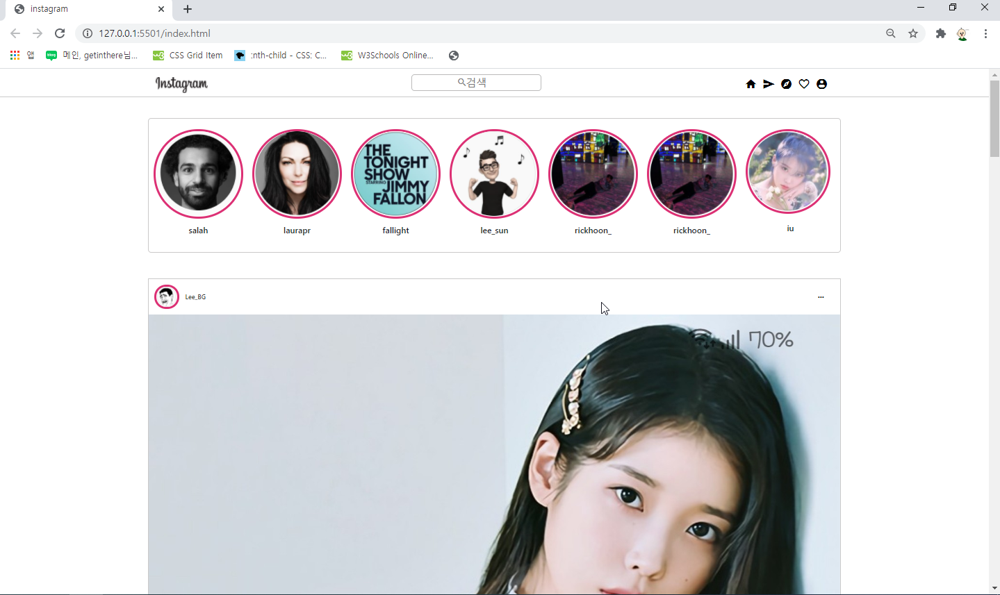 instagram
127.0.0.1:5501/index.html
앱 메인, getinthere님... CSS Grid Item :nth-child - CSS: C... W3Schools Online...
Instagram 검색
THE
TONIGHT
SHOW
STARRING
JIMMY
FALLON
salah laurapr fallight lee_sun rickhoon_ rickhoon_ iu
Lee_BG ...
70%